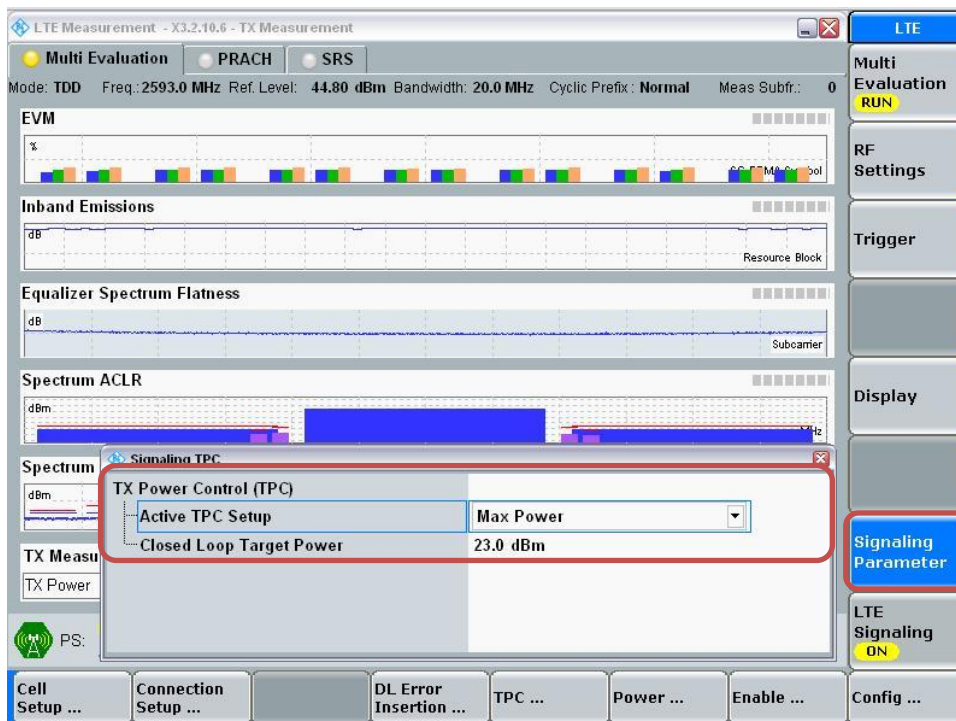 LTE Measurement - X3.2.10.6 - TX Measurement
LTE
Multi Evaluation PRACH SRS
Mode: TDD Freq.: 2593.0 MHz Ref. Level: 44.80 dBm Bandwidth: 20.0 MHz Cyclic Prefix: Normal Meas Subfr.: 0
Multi
Evaluation
RUN
EVM
%
RF
Settings
Inband Emissions
dB
Resource Block
Trigger
Equalizer Spectrum Flatness
dB
Subcarrier
Spectrum ACLR
dBm
Display
Spectrum
dBm
Signaling TPC
TX Power Control (TPC)
Active TPC Setup Max Power
Closed Loop Target Power 23.0 dBm
Signaling
Parameter
TX Measu
TX Power
PS:
LTE
Signaling
ON
Cell
Setup ...
Connection
Setup ...
DL Error
Insertion ...
TPC ...
Power ...
Enable ...
Config ...